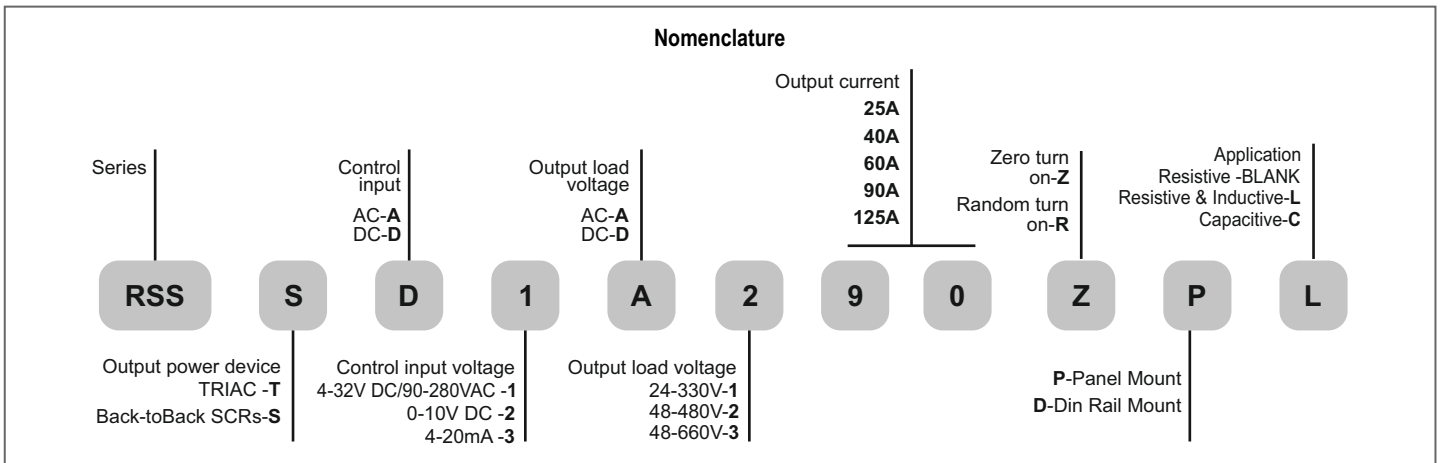 Nomenclature
Output current
25A
40A
60A
90A
125A
Series
Control
input
AC-A
DC-D
Output load
voltage
AC-A
DC-D
Zero turn
on-Z
Random turn
on-R
Application
Resistive -BLANK
Resistive & Inductive-L
Capacitive-C
RSS S D 1 A 2 9 0 Z P L
Output power device
TRIAC -T
Back-toBack SCRs-S
Control input voltage
4-32V DC/90-280VAC -1
0-10V DC -2
4-20mA -3
Output load voltage
24-330V-1
48-480V-2
48-660V-3
P-Panel Mount
D-Din Rail Mount